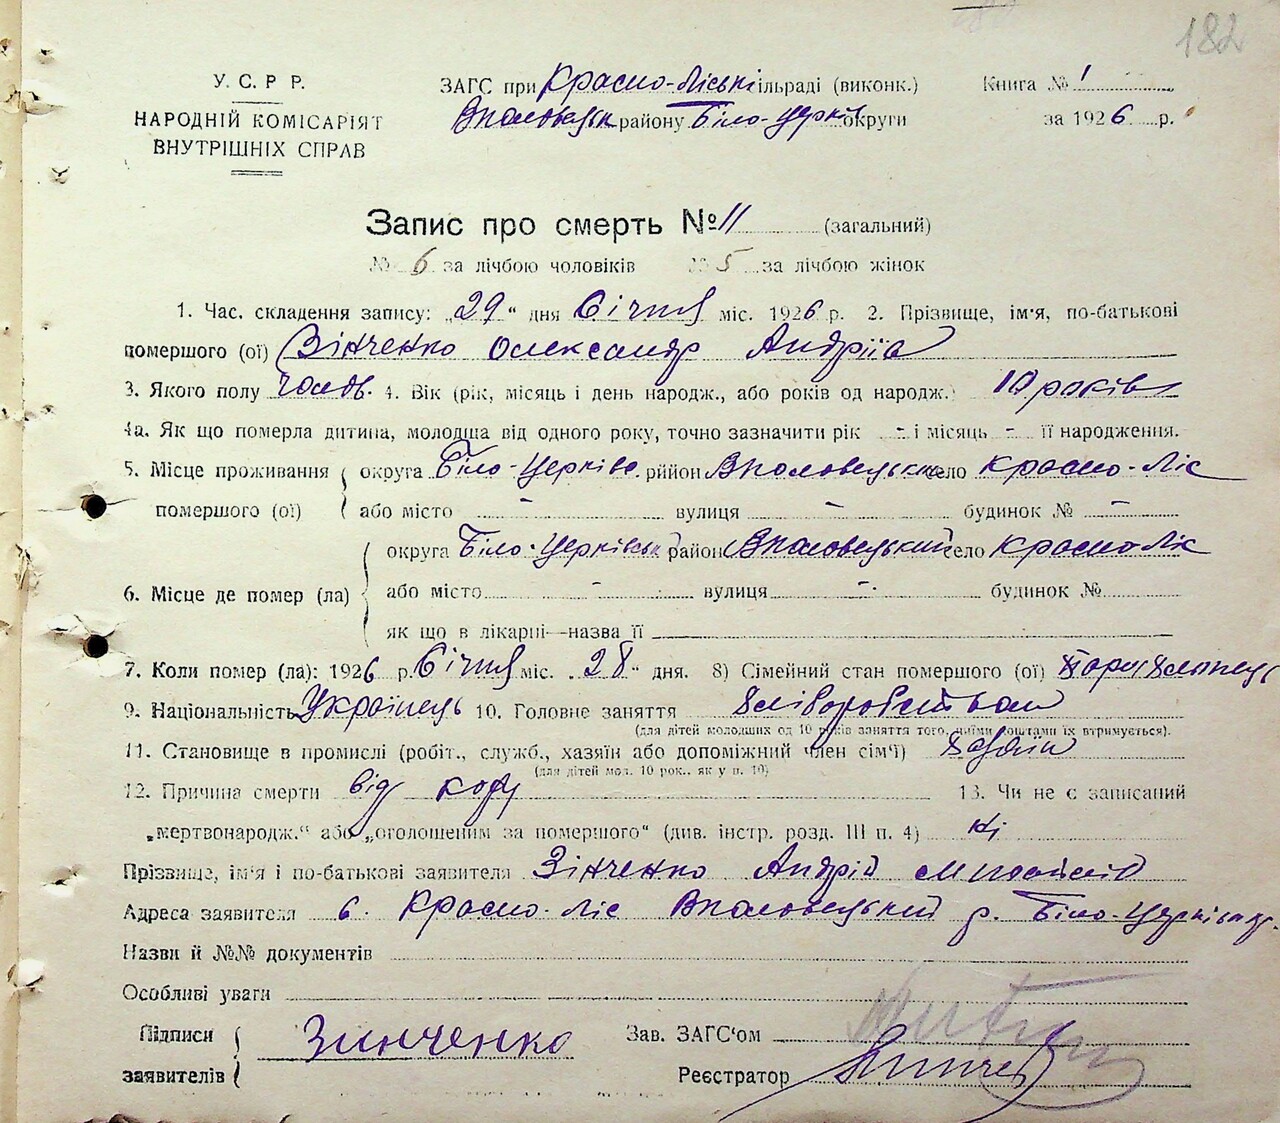 182
У. С. Р Р.
НАРОДНІЙ КОМІСАРІЯТ
ВНУТРІШНІХ СПРАВ
ЗАГС при Красно-Ліськ ільраді (виконк.)
району Біло-Церк округи
Книга № 1
за 1926 р.
Запис про смерть № 11 (загальний)
№ 6 за лічбою чоловіків № 5 за лічбою жінок
1. Час складення запису: „29“ дня Січня міс. 1926 р. 2. Прізвище, ім'я, по-батькові
помершого (ої) Зінченко Олександр Андріїв
3. Якого полу чолов. 4. Вік (рік, місяць і день народж., або років од народж.) 10 років
4а. Як що померла дитина, молодша від одного року, точно зазначити рік - і місяць - її народження.
5. Місце проживання округа Біло-Церківс. район село Красно-Ліс
помершого (ої) або місто - вулиця - будинок № -
округа Біло-Церківськ район село Красно Ліс
6. Місце де помер (ла) або місто - вулиця - будинок №
як що в лікарні—назва її
7. Коли помер (ла): 1926 р. Січня міс. „28“ дня. 8) Сімейний стан помершого (ої)
9. Національність Українець 10. Головне заняття хліборобство
(для дітей молодших од 10 років заняття того, чиїми коштами їх втримується).
11. Становище в промислі (робіт., служб., хазяїн або допоміжний член сім'ї) хазяїн
(для дітей мол. 10 рок., як у п. 10)
12. Причина смерти від кору 13. Чи не є записаний
„мертвонародж.“ або „оголошеним за помершого“ (див. інстр. розд. III п. 4) ні
Прізвище, ім'я і по-батькові заявителя Зінченко Андрій
Адреса заявителя с. Красно-Ліс р. Біло-Церківськ
Назви й №№ документів
Особливі уваги
Підписи
заявителів Зинченко
Зав. ЗАГС'ом
Реєстратор